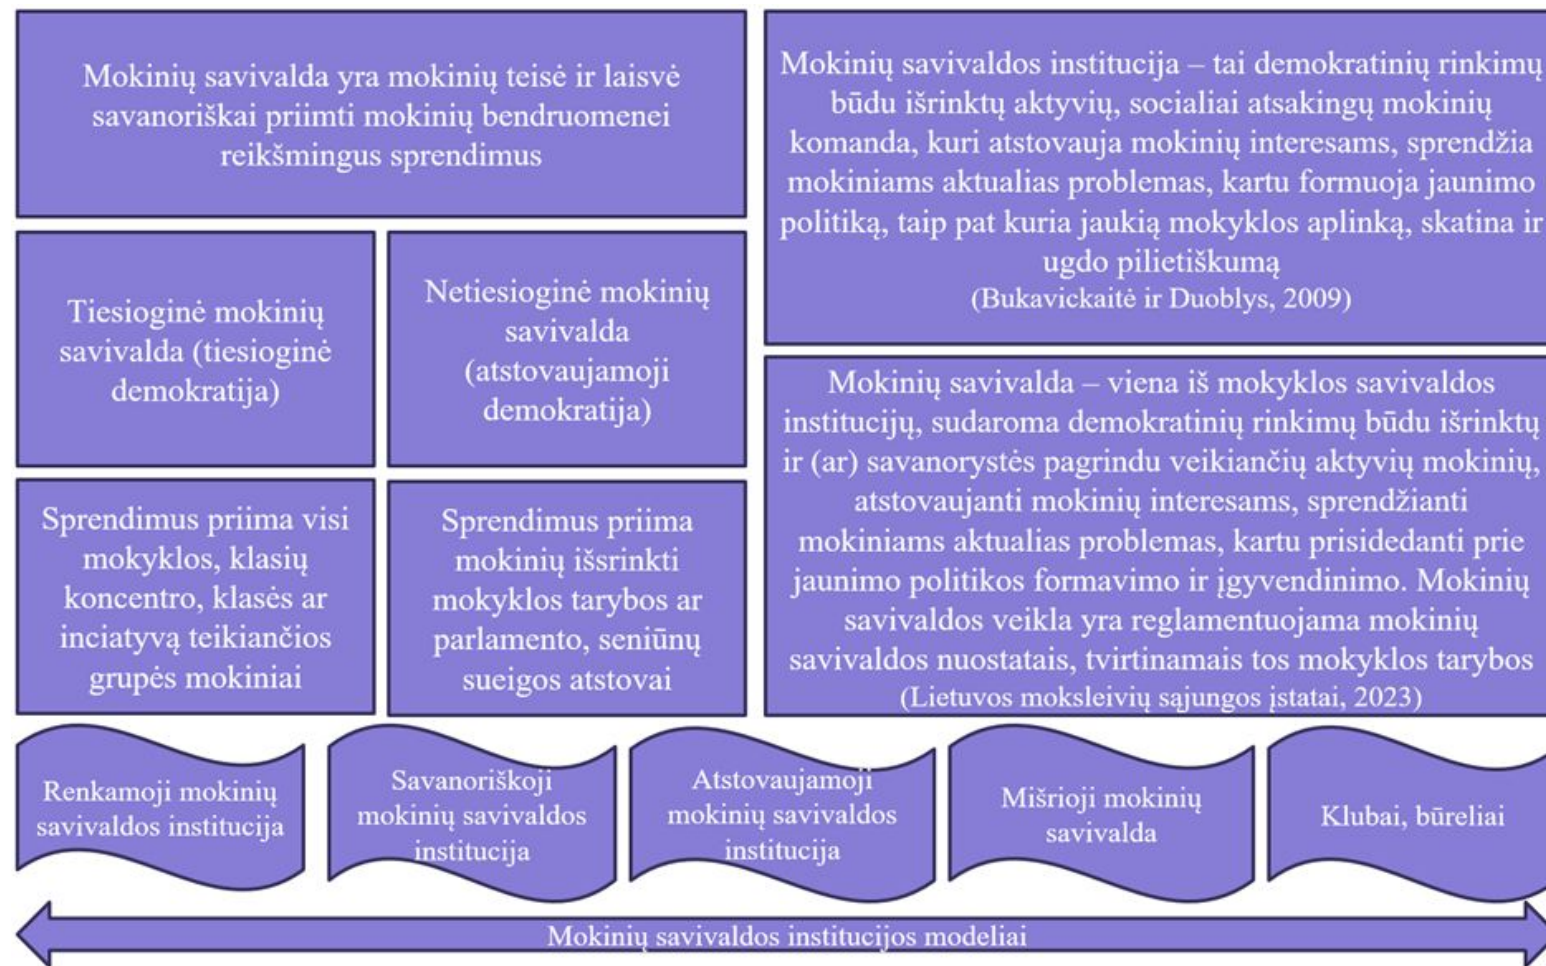 Mokinių savivalda yra mokinių teisė ir laisvė
savanoriškai priimti mokinių bendruomenei
reikšmingus sprendimus
Tiesioginė mokinių
savivalda (tiesioginė
demokratija)
Netiesioginė mokinių
savivalda
(atstovaujamoji
demokratija)
Sprendimus priima visi
mokyklos, klasių
koncentro, klasės ar
inciatyvą teikiančios
grupės mokiniai
Sprendimus priima
mokinių išsrinkti
mokyklos tarybos ar
parlamento, seniūnų
sueigos atstovai
Mokinių savivaldos institucija – tai demokratinių rinkimų
būdu išrinktų aktyvių, socialiai atsakingų mokinių
komanda, kuri atstovauja mokinių interesams, sprendžia
mokiniams aktualias problemas, kartu formuoja jaunimo
politiką, taip pat kuria jaukią mokyklos aplinką, skatina ir
ugdo pilietiškumą
(Bukavickaitė ir Duoblys, 2009)
Mokinių savivalda – viena iš mokyklos savivaldos
institucijų, sudaroma demokratinių rinkimų būdu išrinktų
ir (ar) savanorystės pagrindu veikiančių aktyvių mokinių,
atstovaujanti mokinių interesams, sprendžianti
mokiniams aktualias problemas, kartu prisidedanti prie
jaunimo politikos formavimo ir įgyvendinimo. Mokinių
savivaldos veikla yra reglamentuojama mokinių
savivaldos nuostatais, tvirtinamais tos mokyklos tarybos
(Lietuvos moksleivių sąjungos įstatai, 2023)
Renkamoji mokinių
savivaldos institucija
Savanoriškoji
mokinių savivaldos
institucija
Atstovaujamoji
mokinių savivaldos
institucija
Mišrioji mokinių
savivalda
Klubai, būreliai
Mokinių savivaldos institucijos modeliai